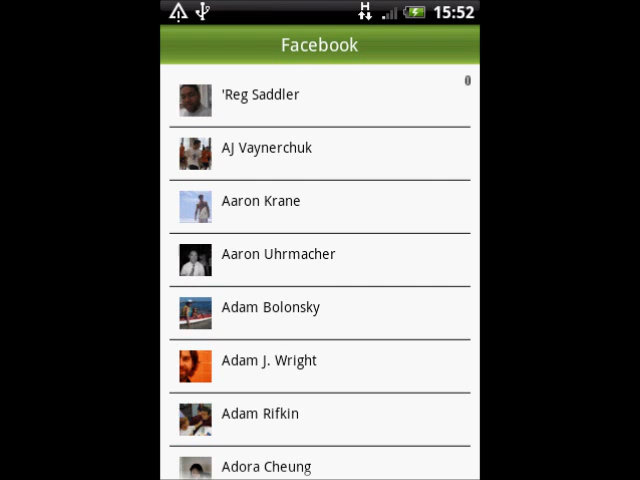 H 15:52
Facebook
0
'Reg Saddler
AJ Vaynerchuk
Aaron Krane
Aaron Uhrmacher
Adam Bolonsky
Adam J. Wright
Adam Rifkin
Adora Cheung